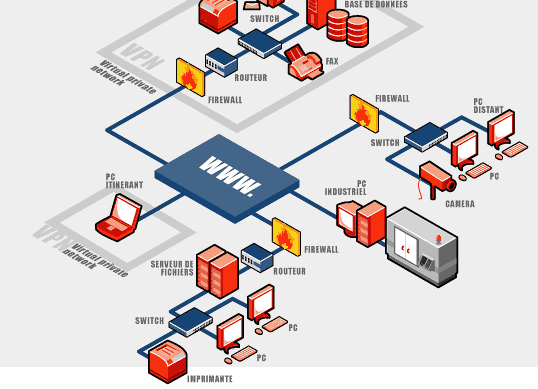 BASE DE DONNÉES
SWITCH
VPN
Virtual private
network
FAX
ROUTEUR
FIREWALL
FIREWALL
PC
DISTANT
SWITCH
PC
CAMERA
WWW.
PC
ITINERANT
PC
INDUSTRIEL
VPN
Virtual private
network
FIREWALL
SERVEUR DE
FICHIERS
ROUTEUR
SWITCH
PC
PC
IMPRIMANTE